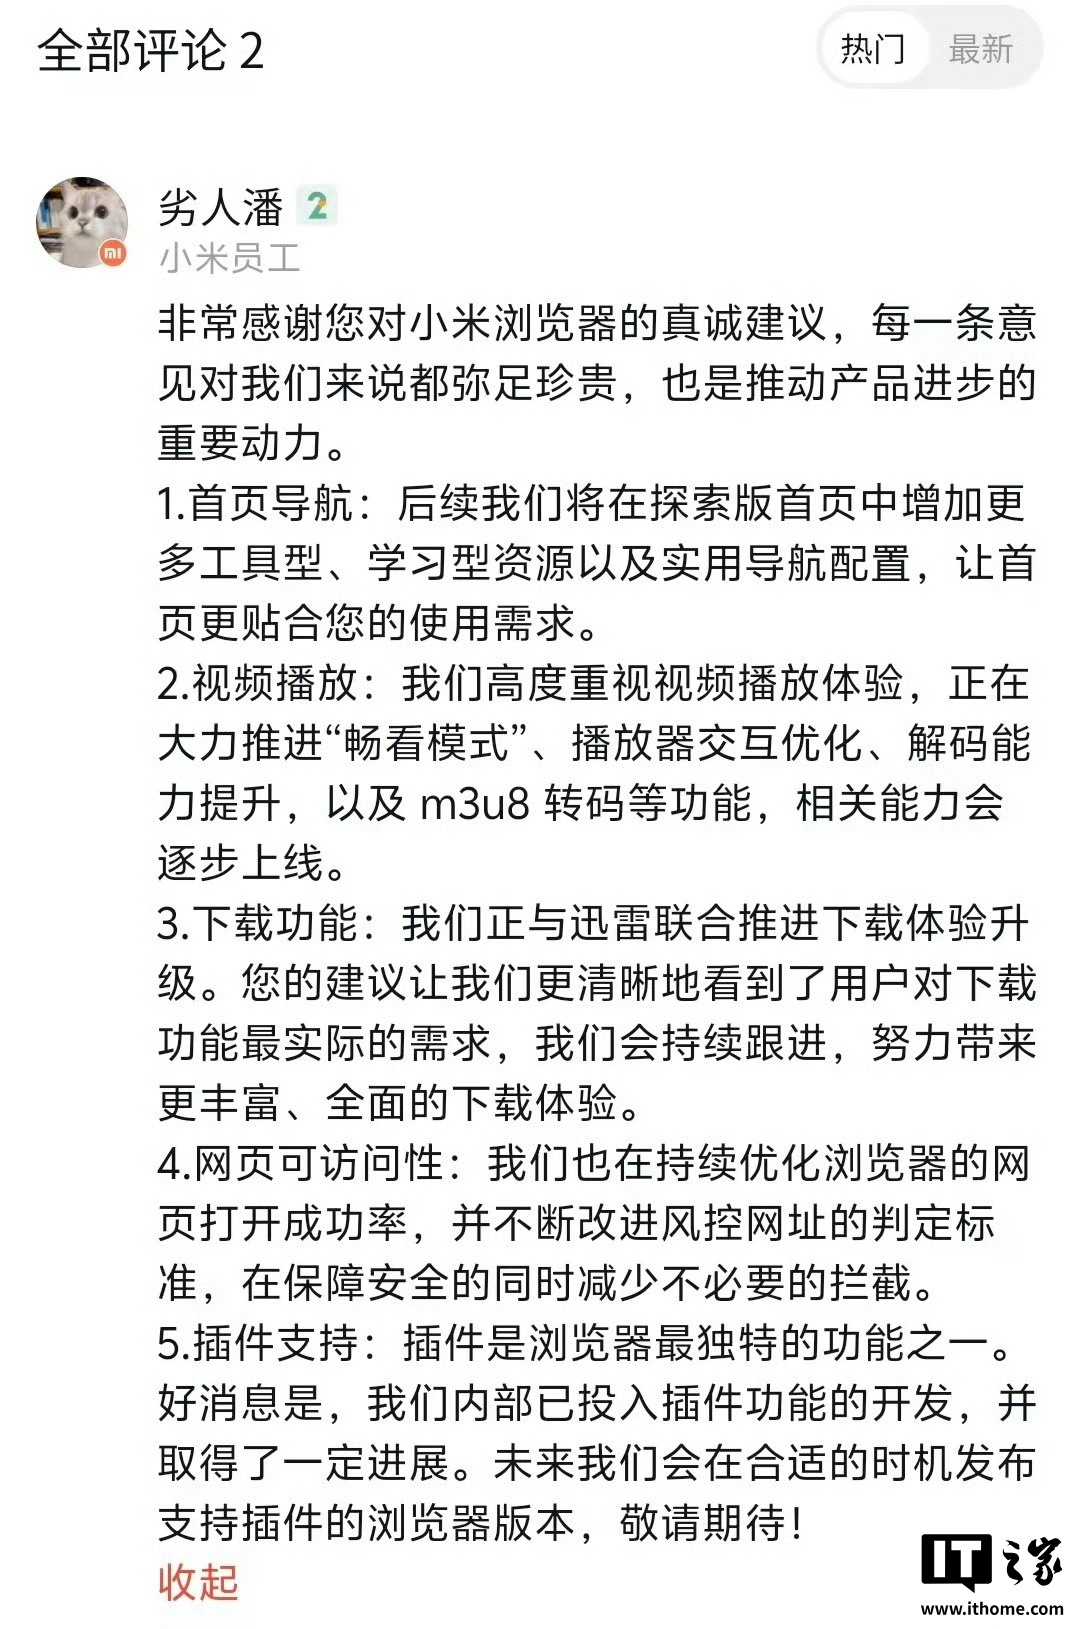 全部评论 2
热门 最新
劣人潘 2
小米员工
mi
非常感谢您对小米浏览器的真诚建议，每一条意
见对我们来说都弥足珍贵，也是推动产品进步的
重要动力。
1.首页导航：后续我们将在探索版首页中增加更
多工具型、学习型资源以及实用导航配置，让首
页更贴合您的使用需求。
2.视频播放：我们高度重视视频播放体验，正在
大力推进“畅看模式”、播放器交互优化、解码能
力提升，以及 m3u8 转码等功能，相关能力会
逐步上线。
3.下载功能：我们正与迅雷联合推进下载体验升
级。您的建议让我们更清晰地看到了用户对下载
功能最实际的需求，我们会持续跟进，努力带来
更丰富、全面的下载体验。
4.网页可访问性：我们也在持续优化浏览器的网
页打开成功率，并不断改进风控网址的判定标
准，在保障安全的同时减少不必要的拦截。
5.插件支持：插件是浏览器最独特的功能之一。
好消息是，我们内部已投入插件功能的开发，并
取得了一定进展。未来我们会在合适的时机发布
支持插件的浏览器版本，敬请期待！
收起
IT之家
www.ithome.com